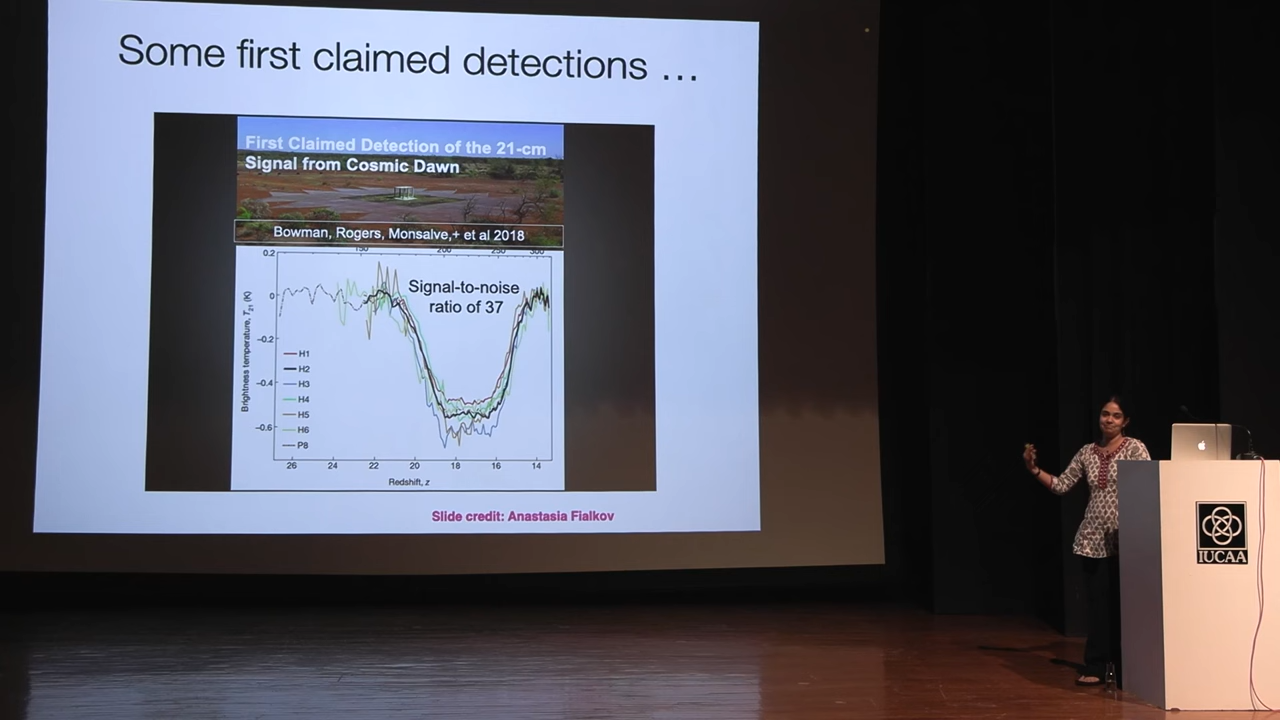 Some first claimed detections ...
First Claimed Detection of the 21-cm
Signal from Cosmic Dawn
Bowman, Rogers, Monsalve,+ et al 2018
150 200 250 300
Signal-to-noise
ratio of 37
0.2
0
–0.2
–0.4
–0.6
Brightness temperature, T21 (K)
H1
H2
H3
H4
H5
H6
P8
26 24 22 20 18 16 14
Redshift, z
Slide credit: Anastasia Fialkov
IUCAA